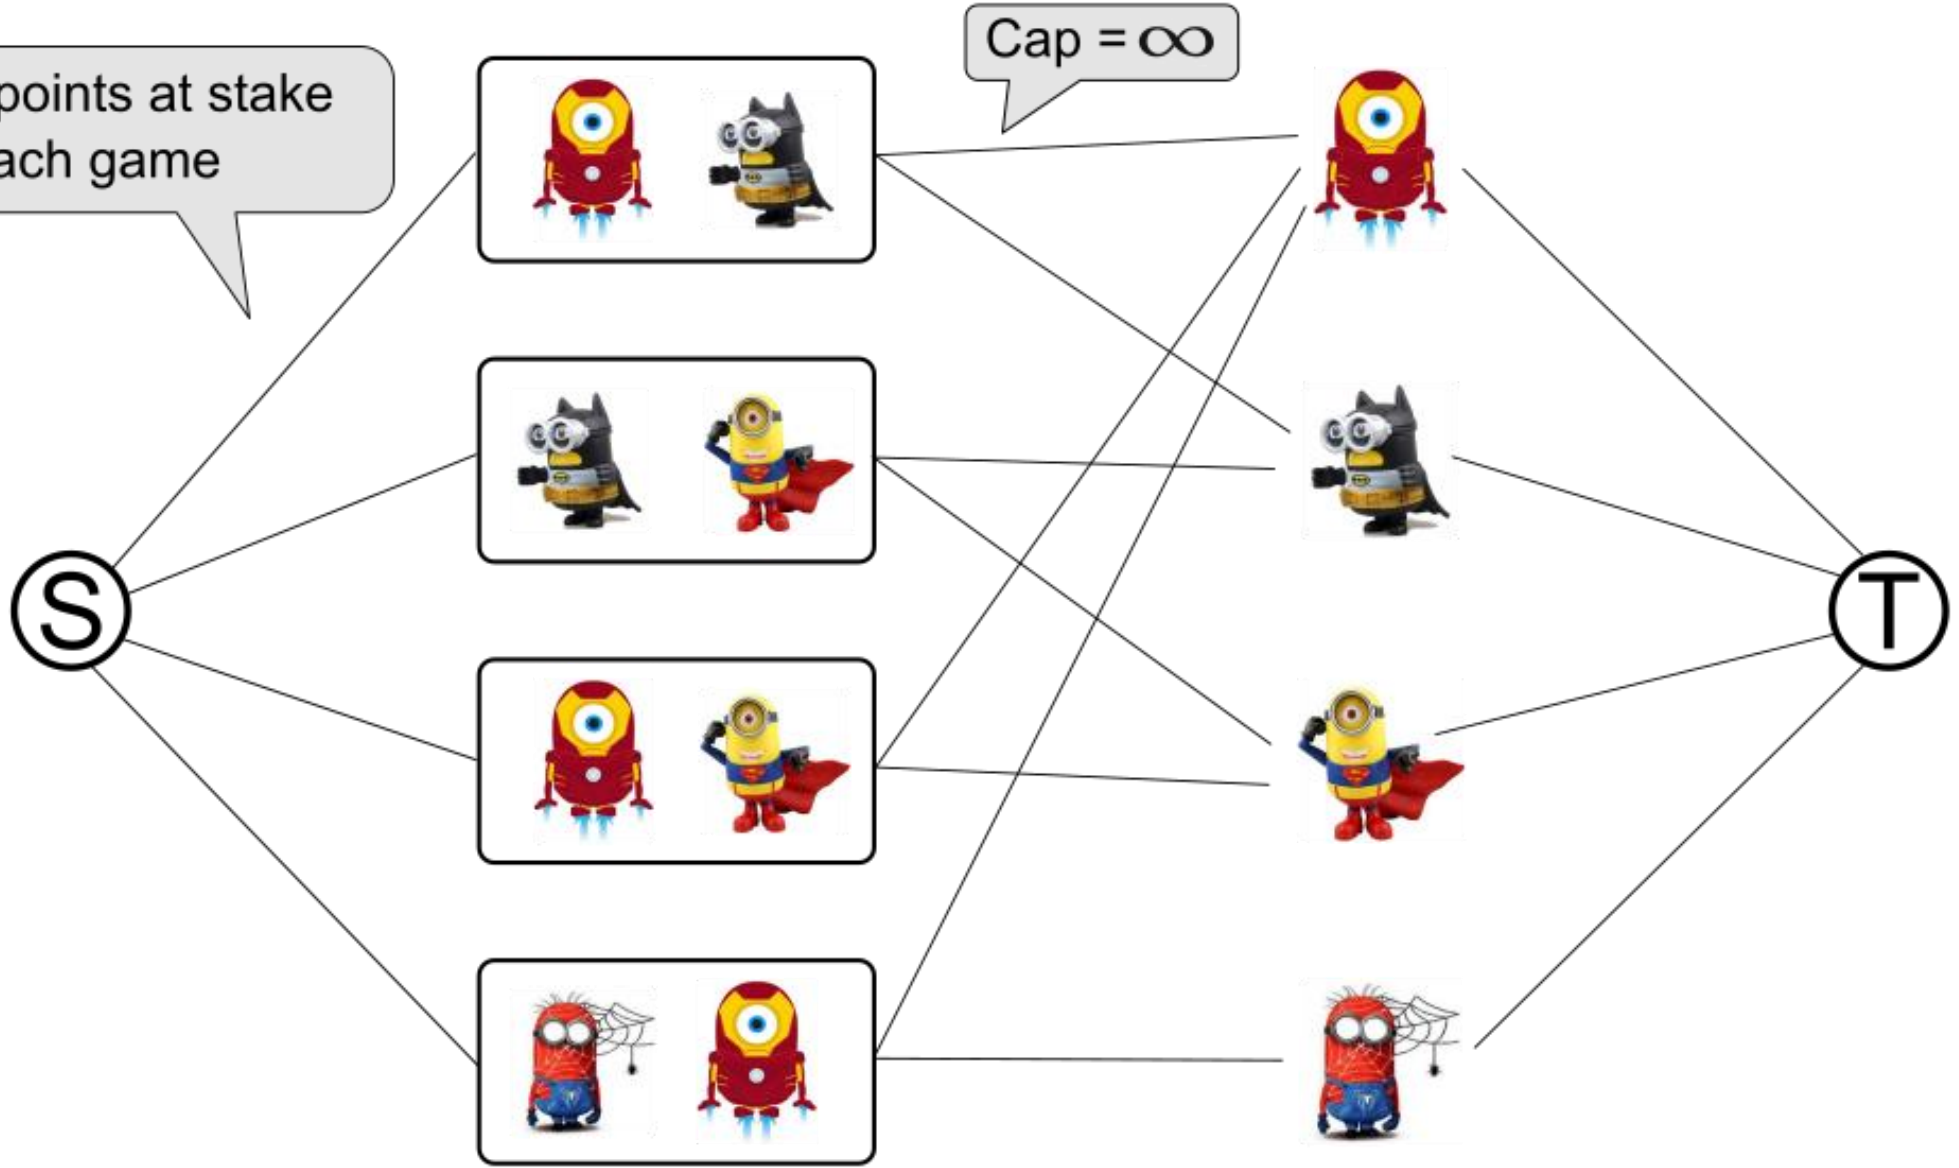 points at stake
ach game
Cap = ∞
S
T